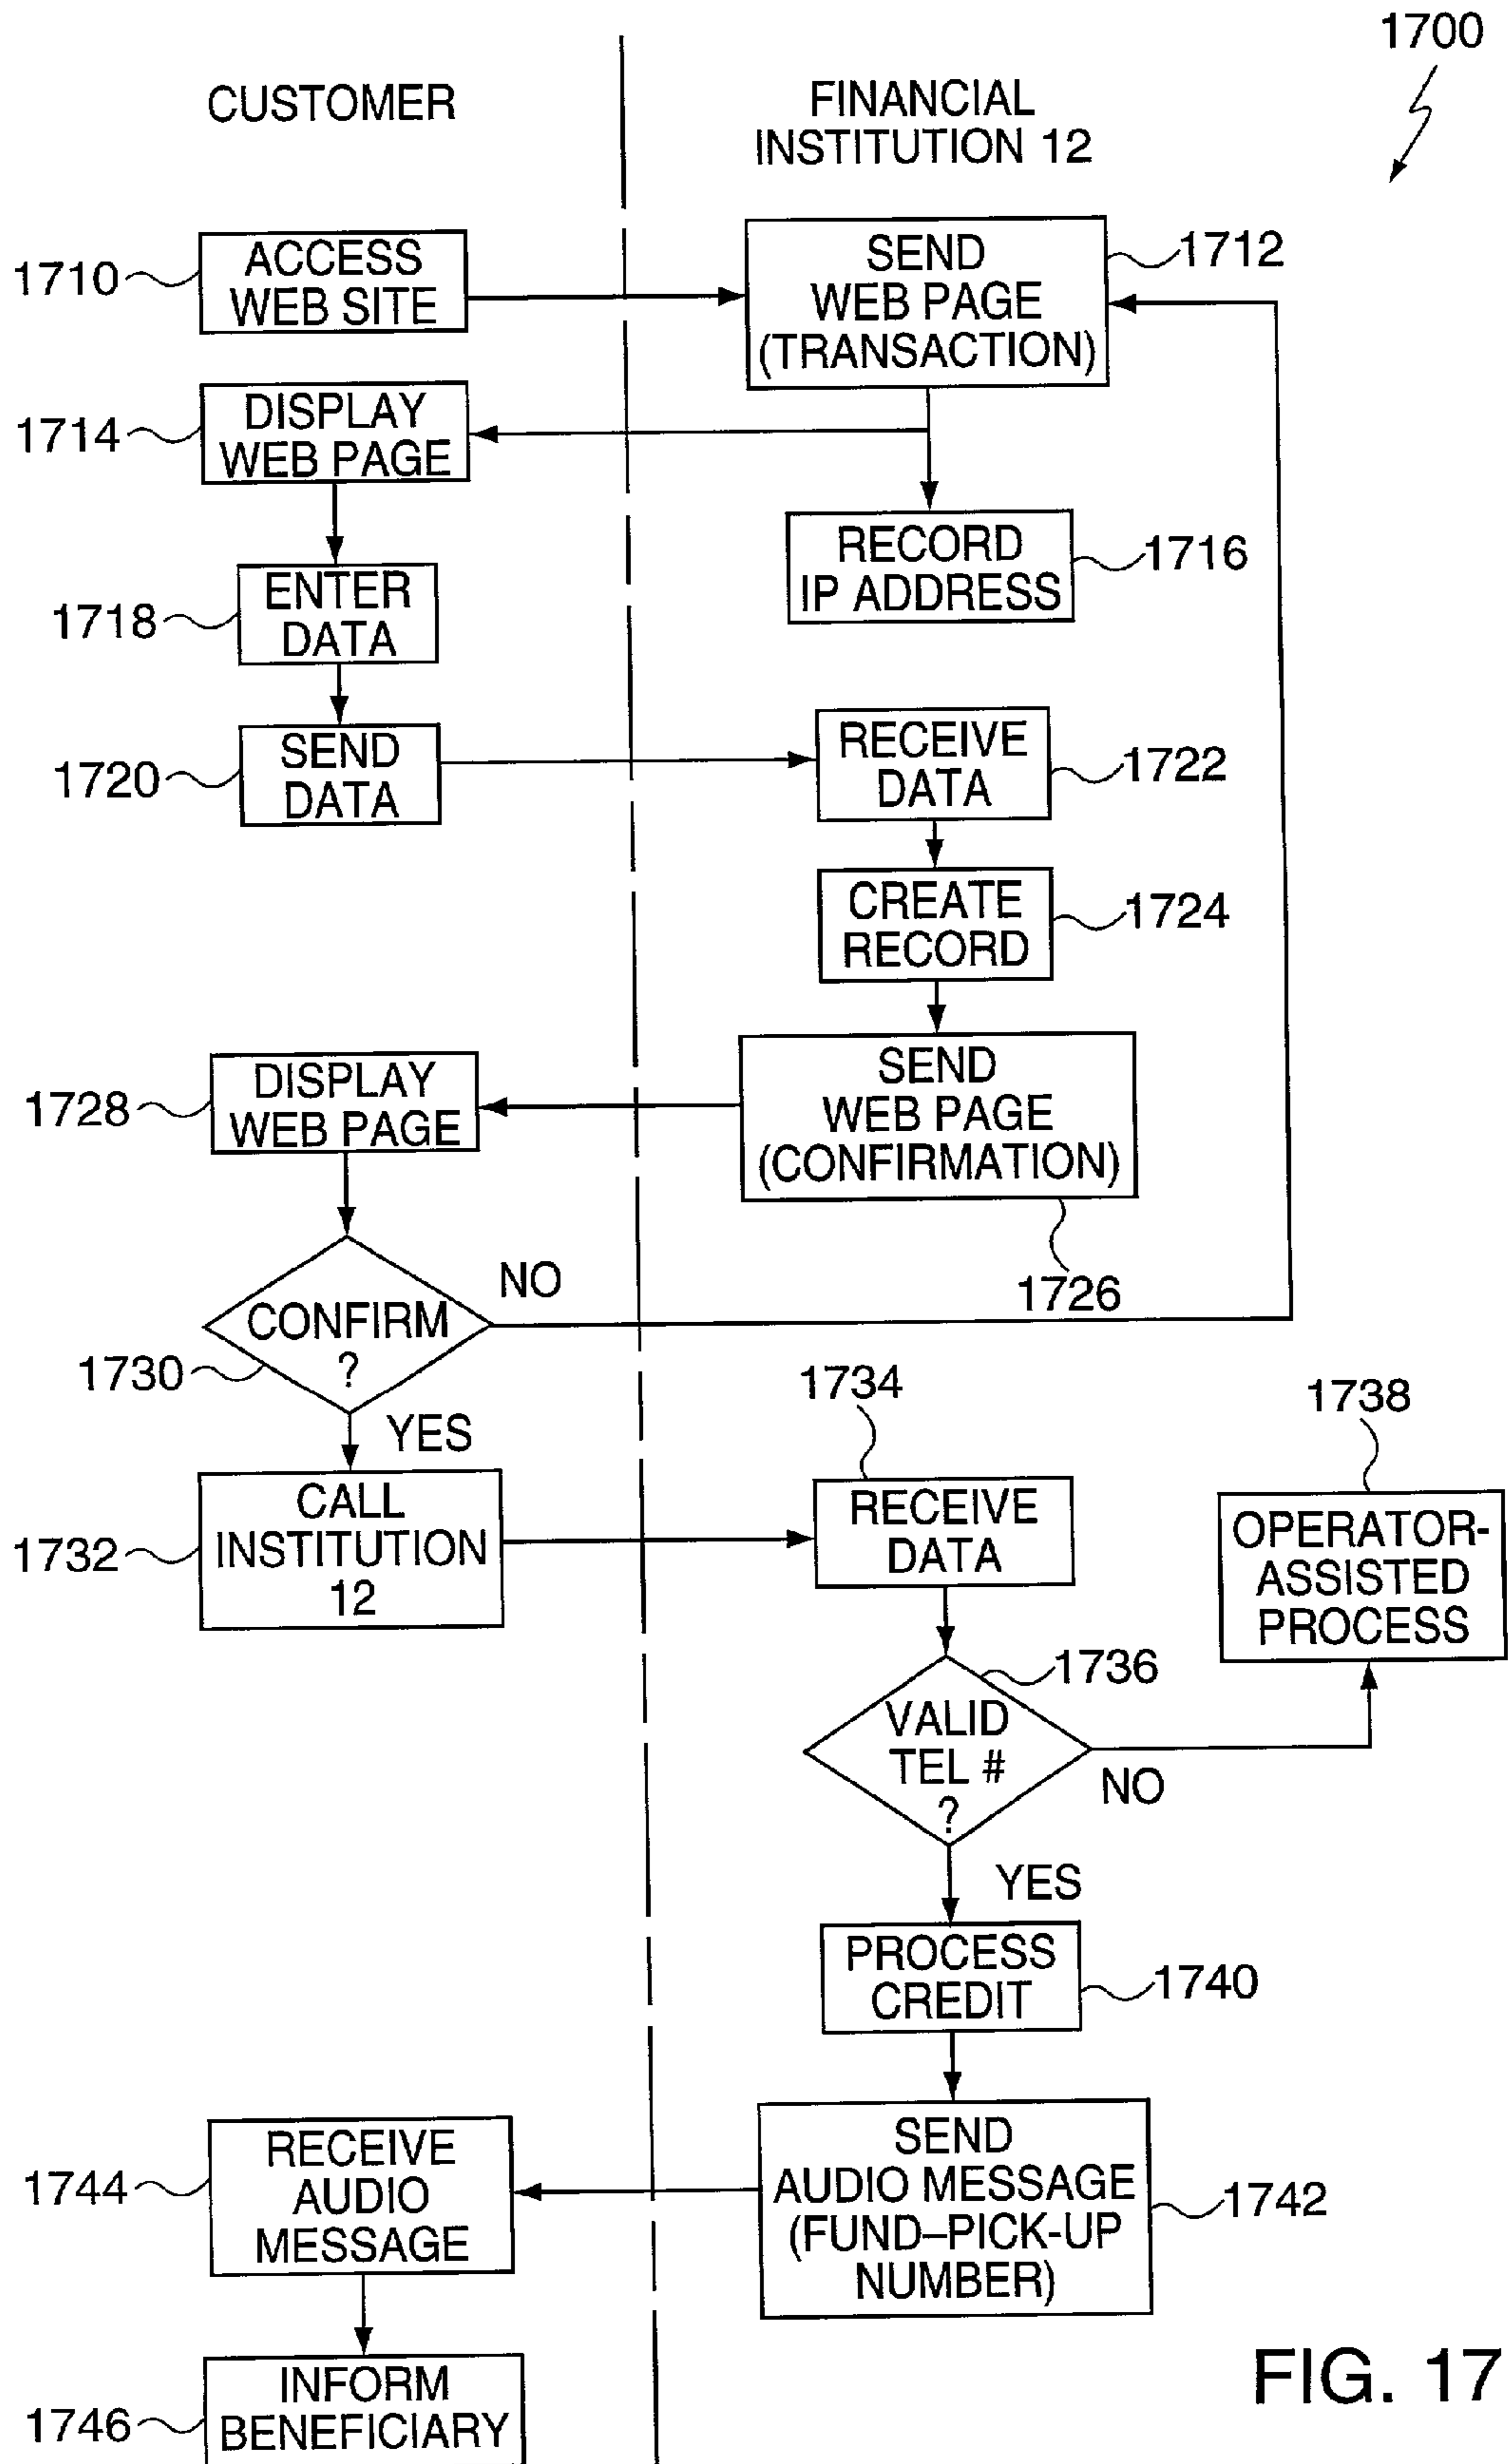 1700
CUSTOMER
FINANCIAL
INSTITUTION 12
1710
ACCESS
WEB SITE
SEND
WEB PAGE
(TRANSACTION)
1712
1714
DISPLAY
WEB PAGE
RECORD
IP ADDRESS
1716
1718
ENTER
DATA
1720
SEND
DATA
RECEIVE
DATA
1722
CREATE
RECORD
1724
SEND
WEB PAGE
(CONFIRMATION)
1726
1728
DISPLAY
WEB PAGE
CONFIRM
?
1730
NO
YES
1732
CALL
INSTITUTION
12
1734
RECEIVE
DATA
1736
VALID
TEL #
?
NO
1738
OPERATOR-
ASSISTED
PROCESS
YES
PROCESS
CREDIT
1740
SEND
AUDIO MESSAGE
(FUND–PICK-UP
NUMBER)
1742
1744
RECEIVE
AUDIO
MESSAGE
1746
INFORM
BENEFICIARY
FIG. 17